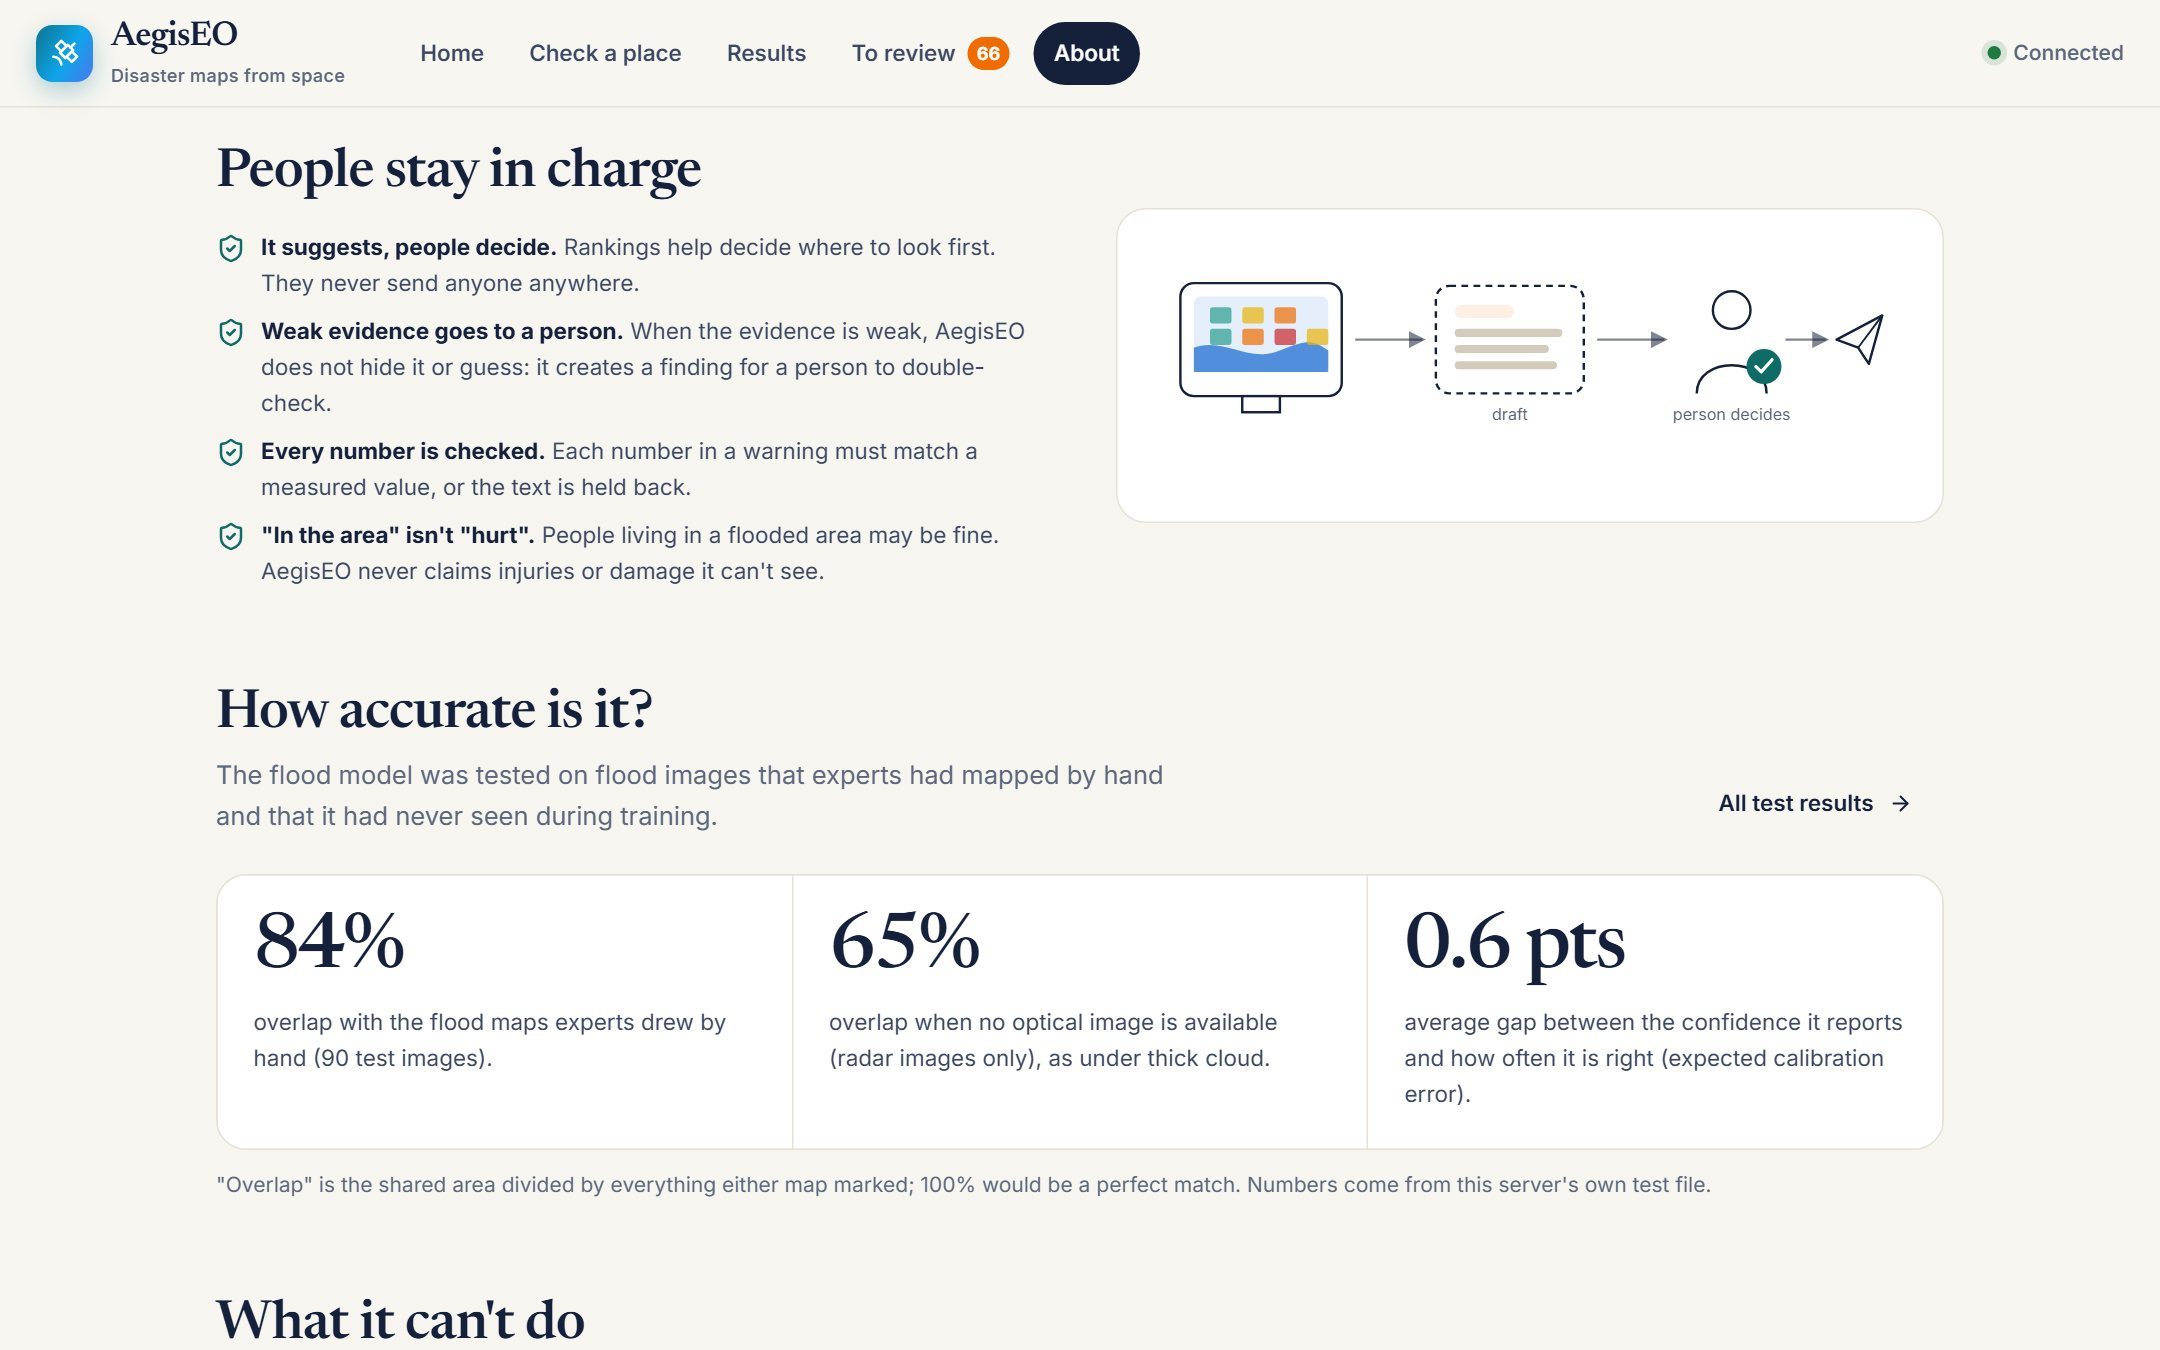 AegisEO
Disaster maps from space
Home
Check a place
Results
To review 66
About
Connected
People stay in charge
It suggests, people decide. Rankings help decide where to look first.
They never send anyone anywhere.
Weak evidence goes to a person. When the evidence is weak, AegisEO
does not hide it or guess: it creates a finding for a person to double-
check.
Every number is checked. Each number in a warning must match a
measured value, or the text is held back.
"In the area" isn't "hurt". People living in a flooded area may be fine.
AegisEO never claims injuries or damage it can't see.
draft
person decides
How accurate is it?
The flood model was tested on flood images that experts had mapped by hand
and that it had never seen during training.
All test results
84%
overlap with the flood maps experts drew by
hand (90 test images).
65%
overlap when no optical image is available
(radar images only), as under thick cloud.
0.6 pts
average gap between the confidence it reports
and how often it is right (expected calibration
error).
"Overlap" is the shared area divided by everything either map marked; 100% would be a perfect match. Numbers come from this server's own test file.
What it can't do